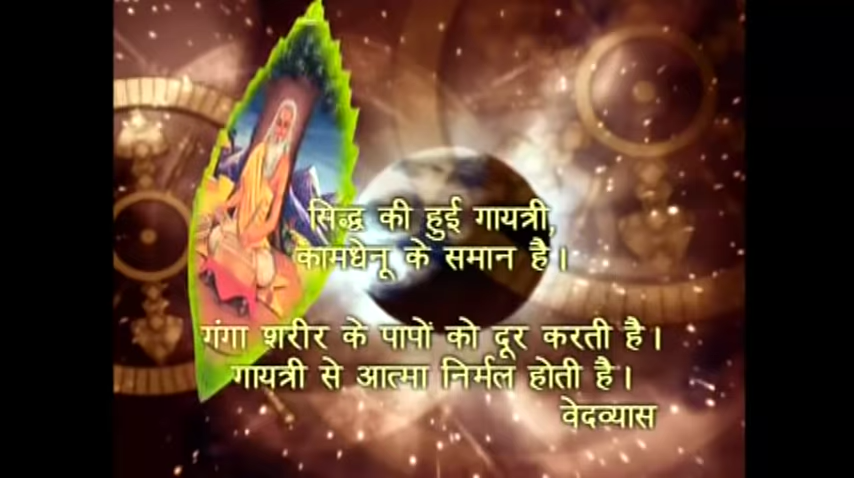 सिद्ध की हुई गायत्री,
कामधेनू के समान है।
गंगा शरीर के पापों को दूर करती है।
गायत्री से आत्मा निर्मल होती है।
वेदव्यास